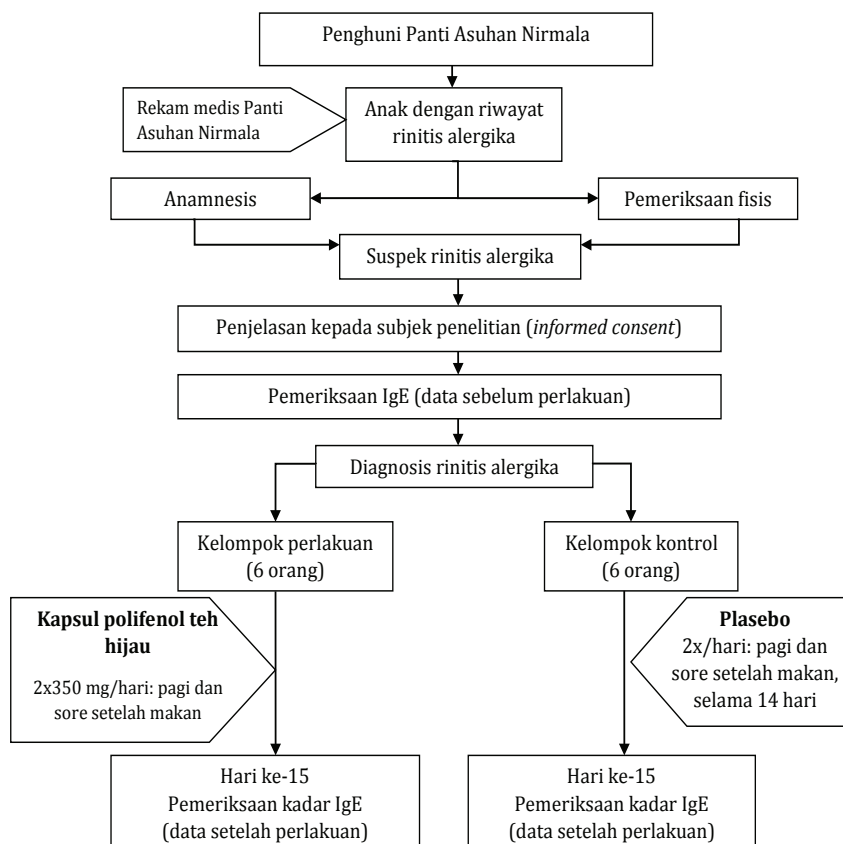 Penghuni Panti Asuhan Nirmala
Rekam medis Panti
Asuhan Nirmala
Anak dengan riwayat
rinitis alergika
Anamnesis
Pemeriksaan fisis
Suspek rinitis alergika
Penjelasan kepada subjek penelitian (informed consent)
Pemeriksaan IgE (data sebelum perlakuan)
Diagnosis rinitis alergika
Kelompok perlakuan
(6 orang)
Kelompok kontrol
(6 orang)
Kapsul polifenol teh
hijau
2x350 mg/hari: pagi dan
sore setelah makan
Plasebo
2x/hari: pagi dan
sore setelah makan,
selama 14 hari
Hari ke-15
Pemeriksaan kadar IgE
(data setelah perlakuan)
Hari ke-15
Pemeriksaan kadar IgE
(data setelah perlakuan)